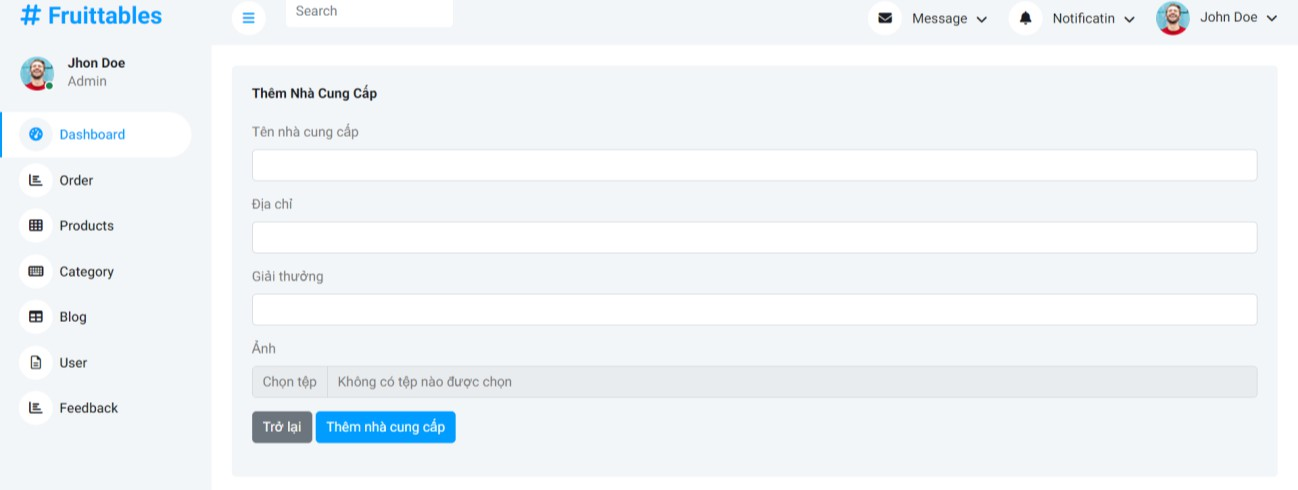 # Fruittables
Search
Message
Notificatin
John Doe
Jhon Doe
Admin
Dashboard
Order
Products
Category
Blog
User
Feedback
Thêm Nhà Cung Cấp
Tên nhà cung cấp
Địa chỉ
Giải thưởng
Ảnh
Chọn tệp Không có tệp nào được chọn
Trở lại Thêm nhà cung cấp